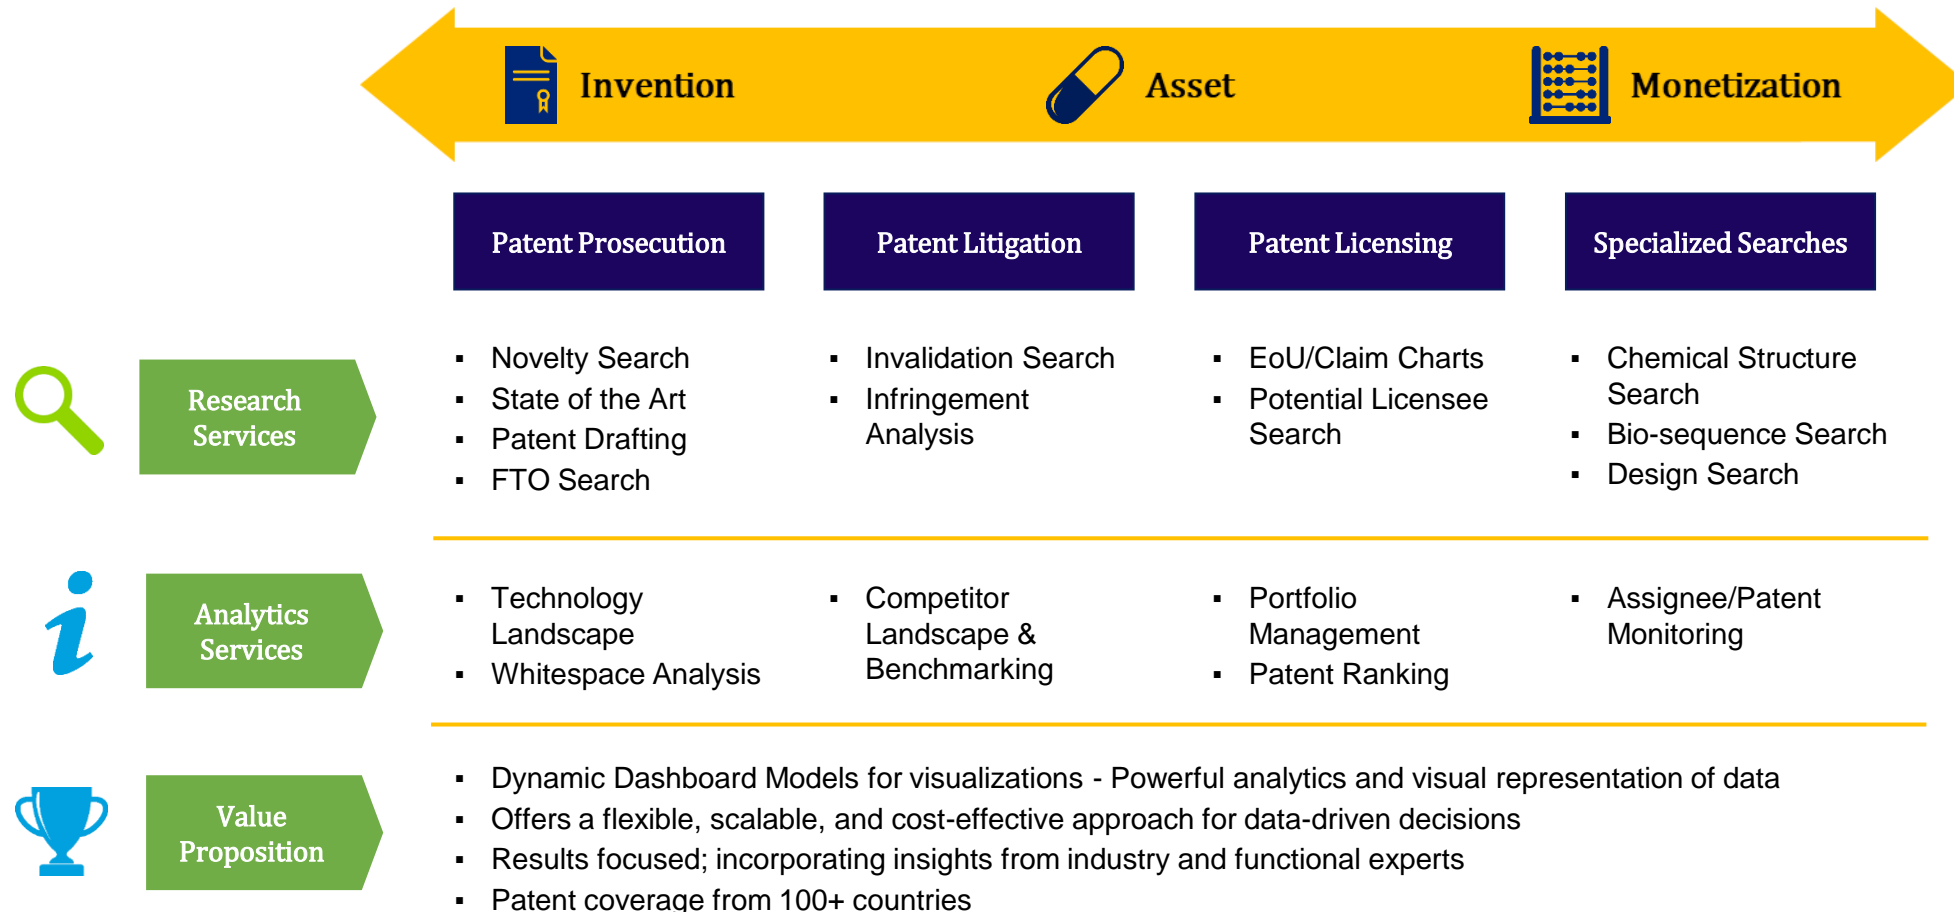 Invention
Asset
Monetization
Patent Prosecution
Patent Litigation
Patent Licensing
Specialized Searches
Research
Services
▪ Novelty Search
▪ State of the Art
▪ Patent Drafting
▪ FTO Search
▪ Invalidation Search
▪ Infringement
Analysis
▪ EoU/Claim Charts
▪ Potential Licensee
Search
▪ Chemical Structure
Search
▪ Bio-sequence Search
▪ Design Search
Analytics
Services
▪ Technology
Landscape
▪ Whitespace Analysis
▪ Competitor
Landscape &
Benchmarking
▪ Portfolio
Management
▪ Patent Ranking
▪ Assignee/Patent
Monitoring
Value
Proposition
▪ Dynamic Dashboard Models for visualizations - Powerful analytics and visual representation of data
▪ Offers a flexible, scalable, and cost-effective approach for data-driven decisions
▪ Results focused; incorporating insights from industry and functional experts
▪ Patent coverage from 100+ countries